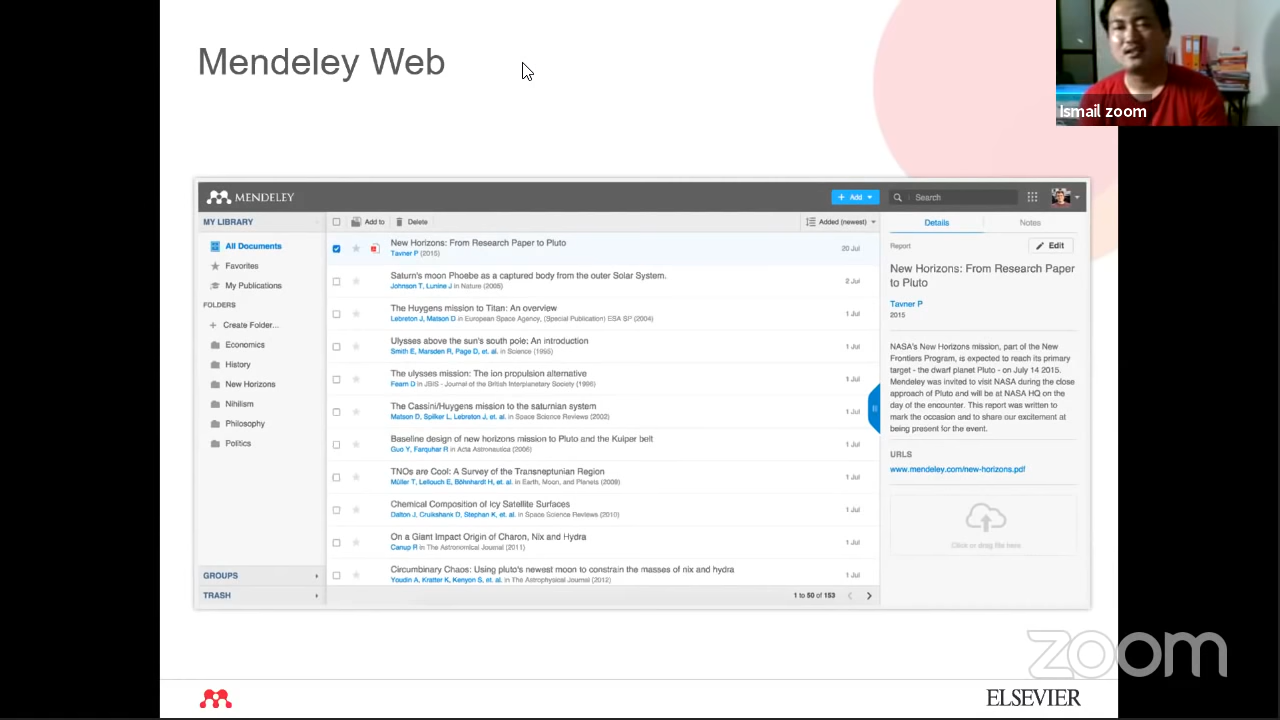 Mendeley Web
Ismail zoom
MENDELEY
+ Add
Search
MY LIBRARY
All Documents
Favorites
My Publications
FOLDERS
+ Create Folder...
Economics
History
New Horizons
Nihilism
Philosophy
Politics
GROUPS
TRASH
Add to
Delete
Added (newest)
New Horizons: From Research Paper to Pluto
20 Jul
Tavner P (2015)
Saturn's moon Phoebe as a captured body from the outer Solar System.
2 Jul
Johnson T, Lunine J in Nature (2005)
The Huygens mission to Titan: An overview
1 Jul
Lebreton J, Matson D in European Space Agency, (Special Publication) ESA SP (2004)
Ulysses above the sun's south pole: An introduction
1 Jul
Smith E, Marsden R, Page D, et. al. in Science (1995)
The ulysses mission: The ion propulsion alternative
1 Jul
Fearn D in JBIS - Journal of the British Interplanetary Society (1996)
The Cassini/Huygens mission to the saturnian system
1 Jul
Matson D, Spilker L, Lebreton J, et. al. in Space Science Reviews (2002)
Baseline design of new horizons mission to Pluto and the Kuiper belt
1 Jul
Guo Y, Farquhar R in Acta Astronautica (2006)
TNOs are Cool: A Survey of the Transneptunian Region
1 Jul
Müller T, Lellouch E, Böhnhardt H, et. al. in Earth, Moon, and Planets (2009)
Chemical Composition of Icy Satellite Surfaces
1 Jul
Dalton J, Cruikshank D, Stephan K, et. al. in Space Science Reviews (2010)
On a Giant Impact Origin of Charon, Nix and Hydra
1 Jul
Canup R in The Astronomical Journal (2011)
Circumbinary Chaos: Using pluto's newest moon to constrain the masses of nix and hydra
1 Jul
Youdin A, Kratter K, Kenyon S, et. al. in The Astrophysical Journal (2012)
1 to 50 of 153
Details
Notes
Report
Edit
New Horizons: From Research Paper
to Pluto
Tavner P
2015
NASA's New Horizons mission, part of the New
Frontiers Program, is expected to reach its primary
target - the dwarf planet Pluto - on July 14 2015.
Mendeley was invited to visit NASA during the close
approach of Pluto and will be at NASA HQ on the
day of the encounter. This report was written to
mark the occasion and to share our excitement at
being present for the event.
URLS
www.mendeley.com/new-horizons.pdf
Click or drag file here
zoom
ELSEVIER